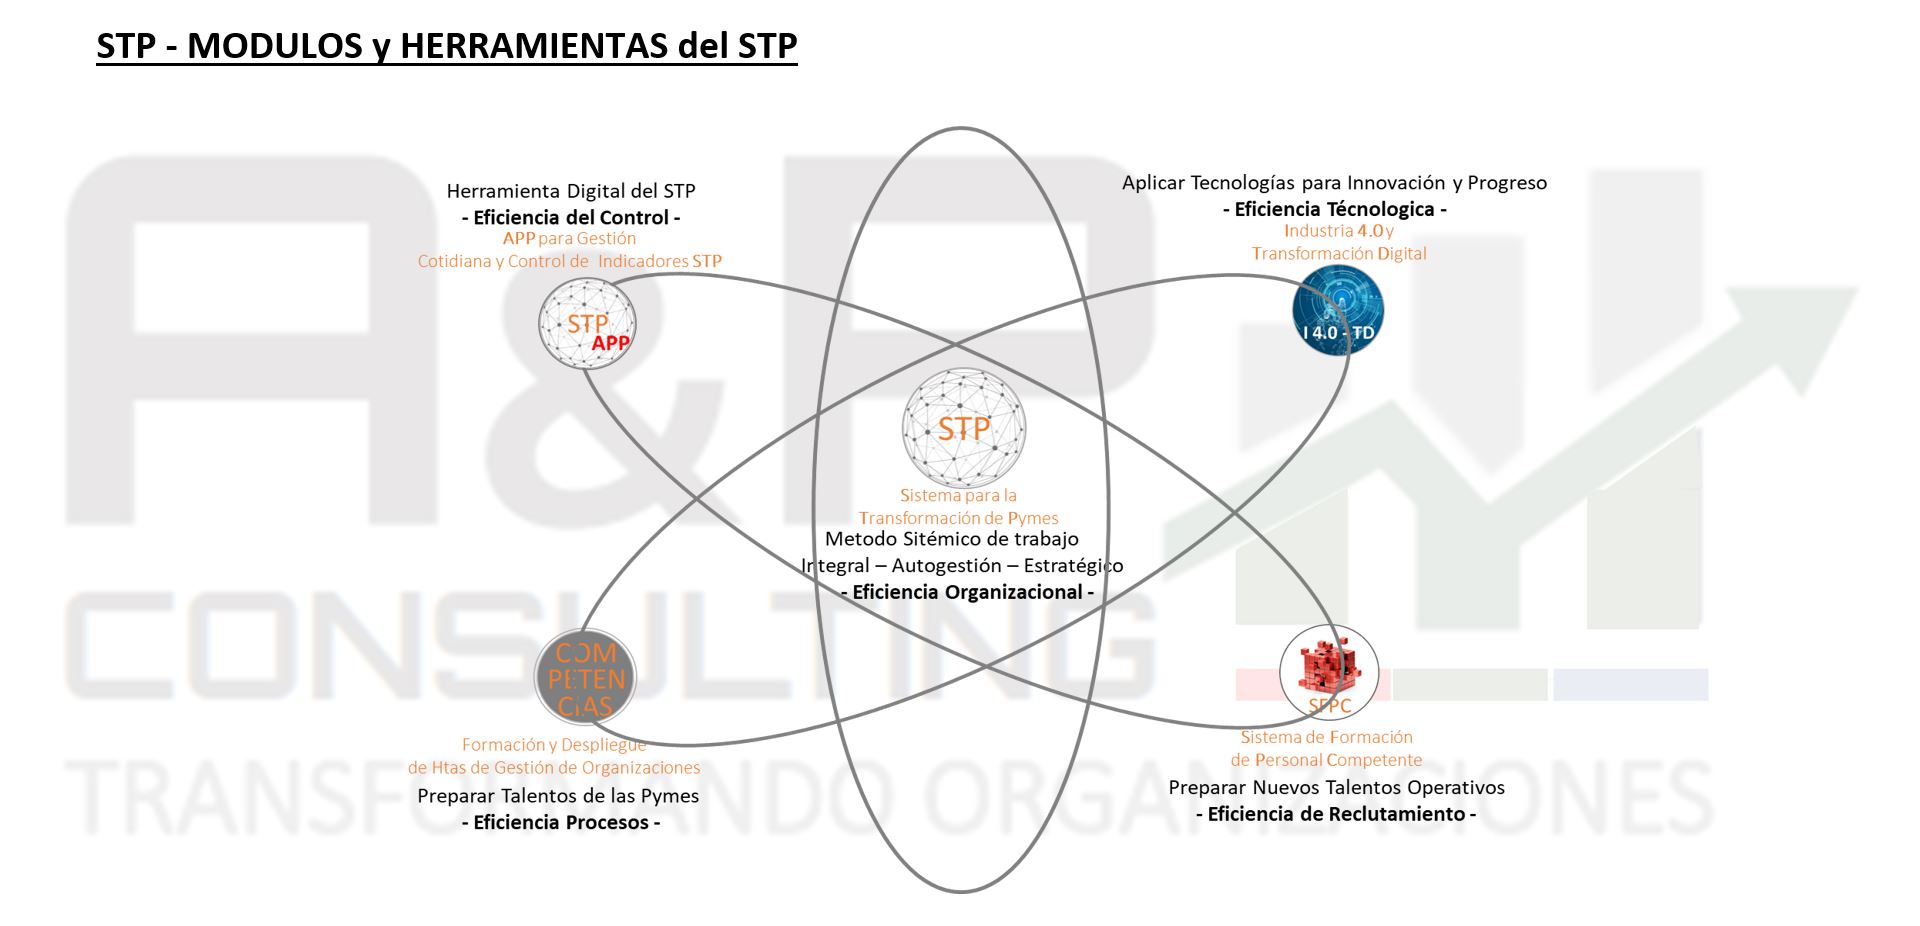 STP - MODULOS y HERRAMIENTAS del STP
Herramienta Digital del STP
- Eficiencia del Control -
APP para Gestión
Cotidiana y Control de Indicadores STP
STP
APP
Aplicar Tecnologías para Innovación y Progreso
- Eficiencia Técnologica -
Industria 4.0 y
Transformación Digital
I 4.0 - TD
STP
Sistema para la
Transformación de Pymes
Metodo Sitémico de trabajo
Integral – Autogestión – Estratégico
- Eficiencia Organizacional -
COM
PETEN
CIAS
Formación y Despliegue
de Htas de Gestión de Organizaciones
Preparar Talentos de las Pymes
- Eficiencia Procesos -
SFPC
Sistema de Formación
de Personal Competente
Preparar Nuevos Talentos Operativos
- Eficiencia de Reclutamiento -
A&P
CONSULTING
TRANSFORMANDO ORGANIZACIONES